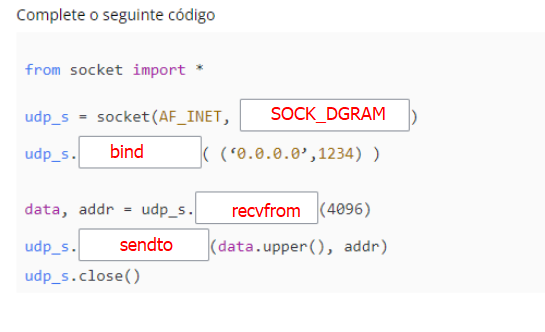 Complete o seguinte código
from socket import *
udp_s = socket(AF_INET, SOCK_DGRAM)
udp_s.bind( (‘0.0.0.0’,1234) )
data, addr = udp_s.recvfrom(4096)
udp_s.sendto(data.upper(), addr)
udp_s.close()